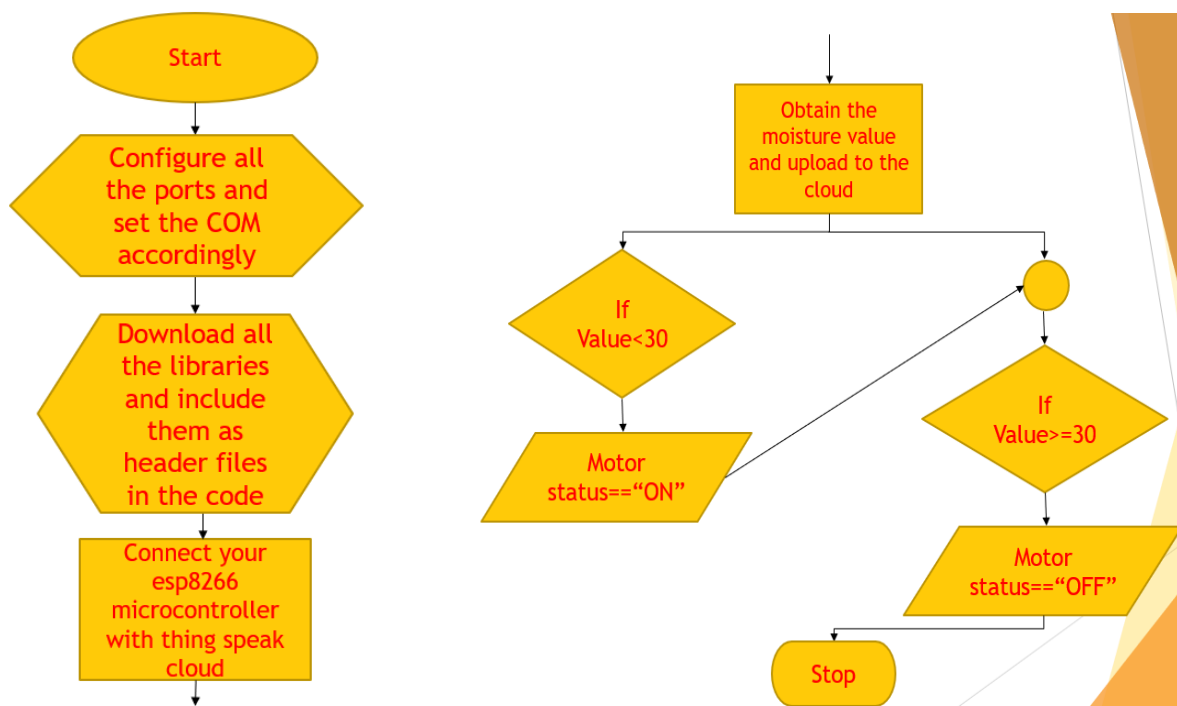 Start
Configure all
the ports and
set the COM
accordingly
Download all
the libraries
and include
them as
header files
in the code
Connect your
esp8266
microcontroller
with thing speak
cloud
Obtain the
moisture value
and upload to the
cloud
If
Value<30
Motor
status==“ON”
If
Value>=30
Motor
status==“OFF”
Stop